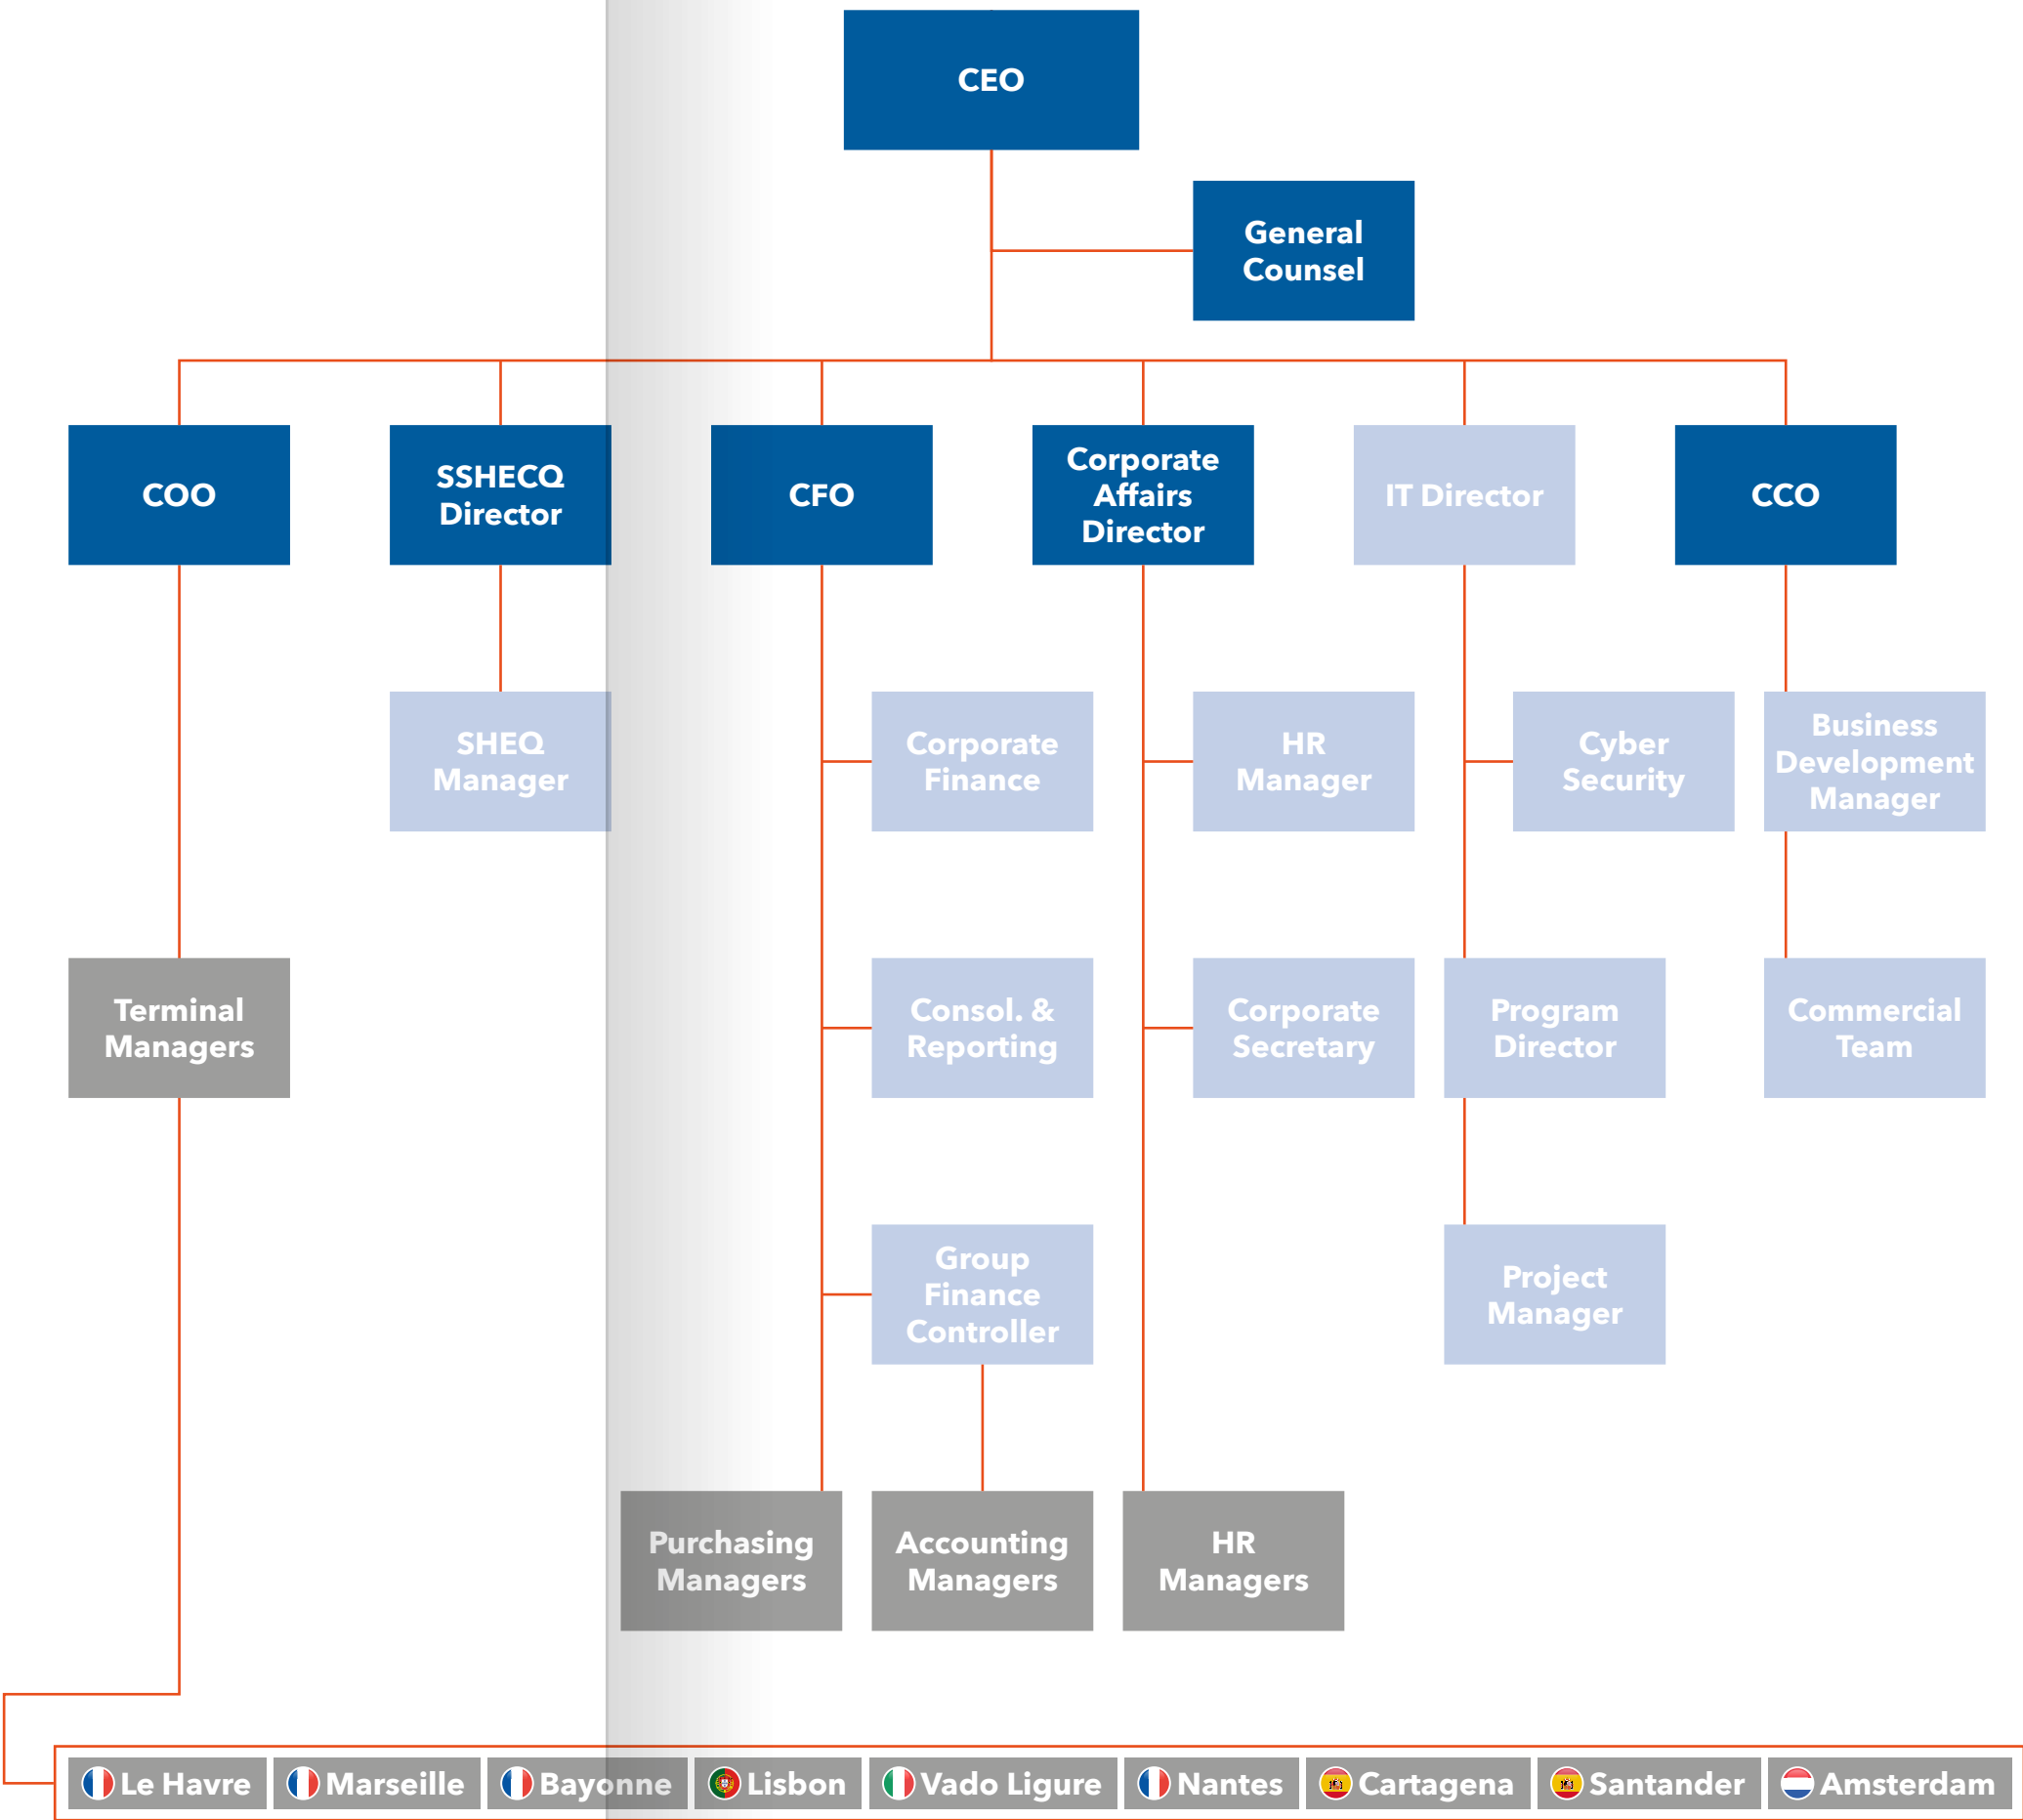 CEO
General
Counsel
COO
SSHECQ
Director
CFO
Corporate
Affairs
Director
IT Director
CCO
SHEQ
Manager
Corporate
Finance
HR
Manager
Cyber
Security
Business
Development
Manager
Terminal
Managers
Consol. &
Reporting
Corporate
Secretary
Program
Director
Commercial
Team
Group
Finance
Controller
Project
Manager
Purchasing
Managers
Accounting
Managers
HR
Managers
Le Havre
Marseille
Bayonne
Lisbon
Vado Ligure
Nantes
Cartagena
Santander
Amsterdam